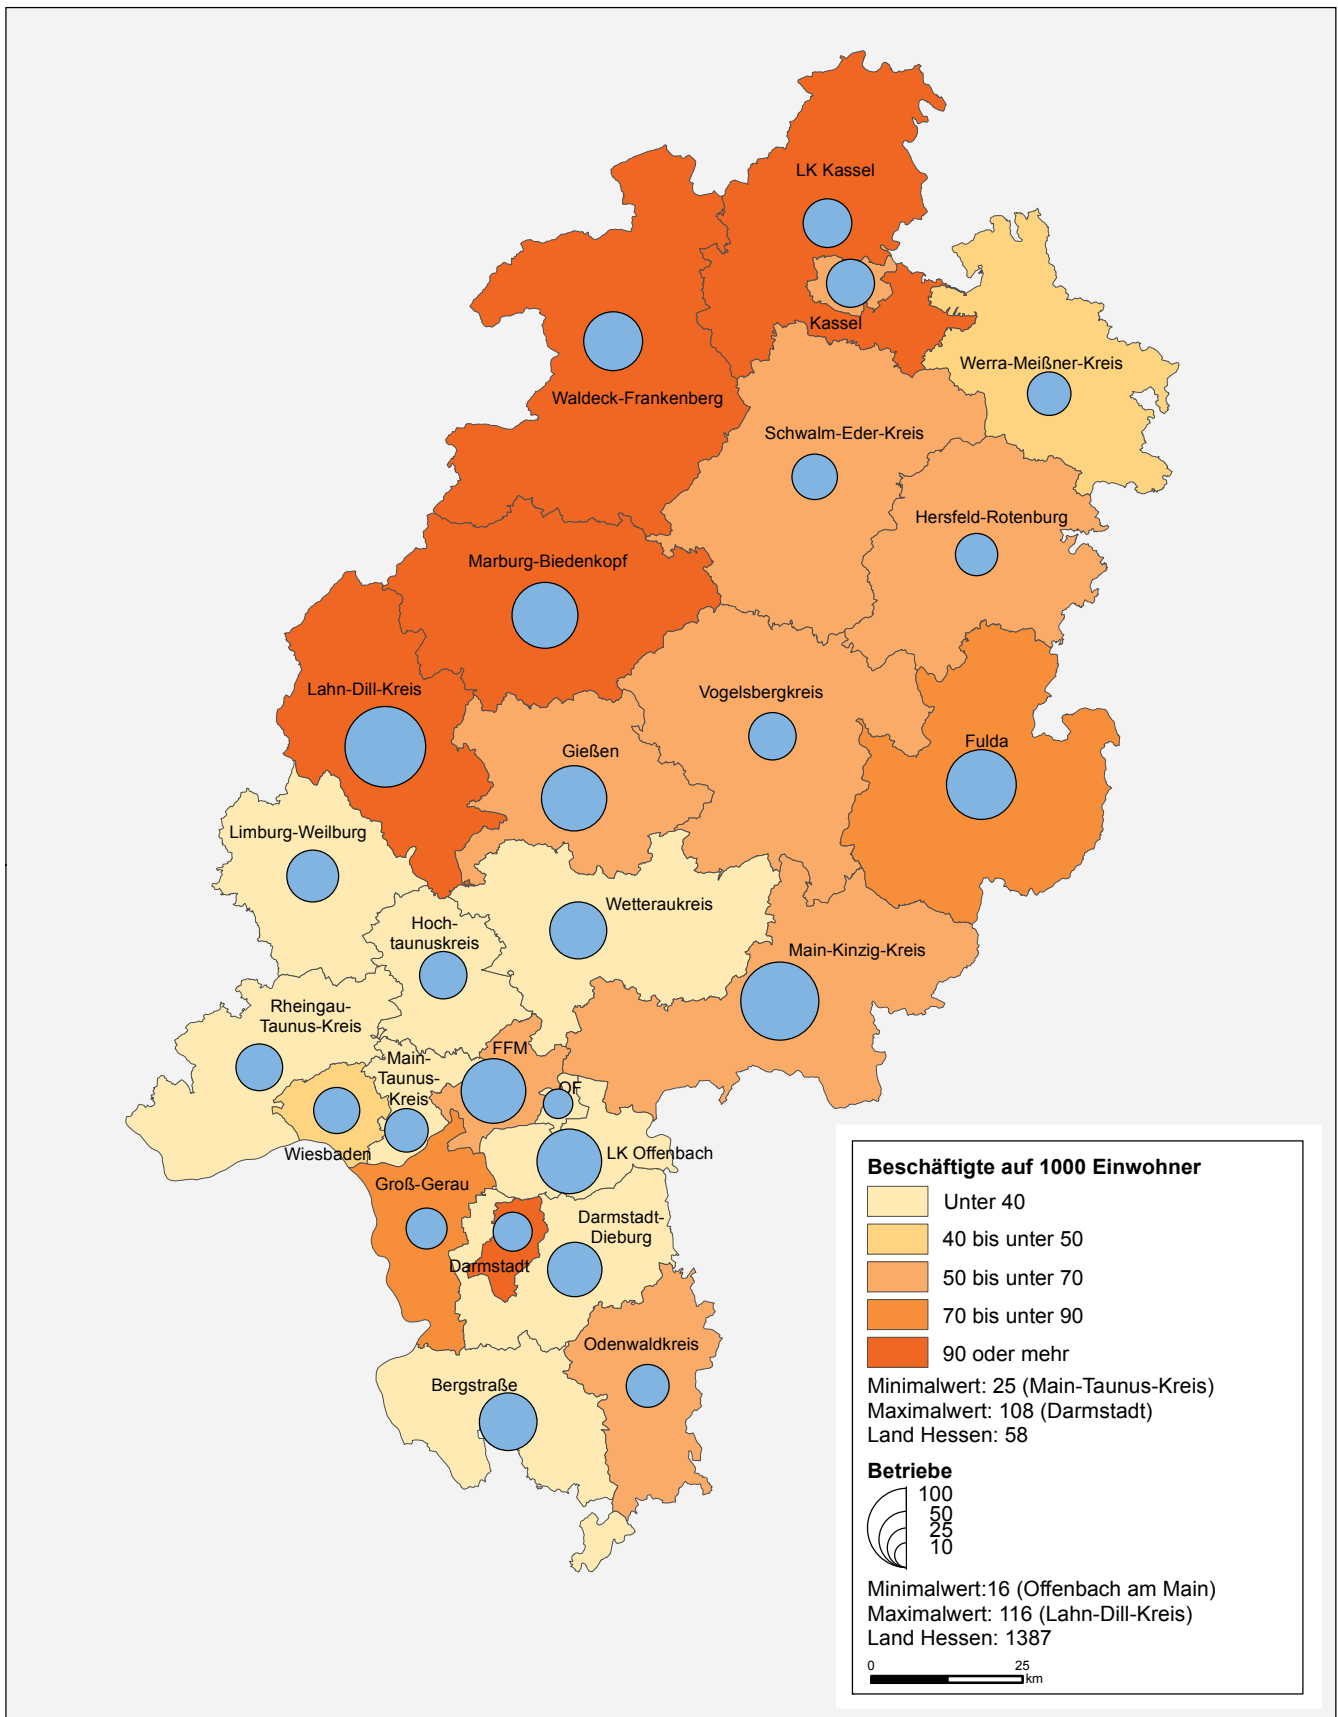 LK Kassel
Kassel
Werra-Meißner-Kreis
Waldeck-Frankenberg
Schwalm-Eder-Kreis
Hersfeld-Rotenburg
Marburg-Biedenkopf
Lahn-Dill-Kreis
Vogelsbergkreis
Gießen
Fulda
Limburg-Weilburg
Wetteraukreis
Hoch-
taunuskreis
Main-Kinzig-Kreis
Rheingau-
Taunus-Kreis
FFM
Main-
Taunus-
Kreis
OF
Wiesbaden
LK Offenbach
Groß-Gerau
Darmstadt-
Dieburg
Darmstadt
Odenwaldkreis
Bergstraße
Beschäftigte auf 1000 Einwohner
Unter 40
40 bis unter 50
50 bis unter 70
70 bis unter 90
90 oder mehr
Minimalwert: 25 (Main-Taunus-Kreis)
Maximalwert: 108 (Darmstadt)
Land Hessen: 58
Betriebe
100
50
25
10
Minimalwert:16 (Offenbach am Main)
Maximalwert: 116 (Lahn-Dill-Kreis)
Land Hessen: 1387
0 25
km